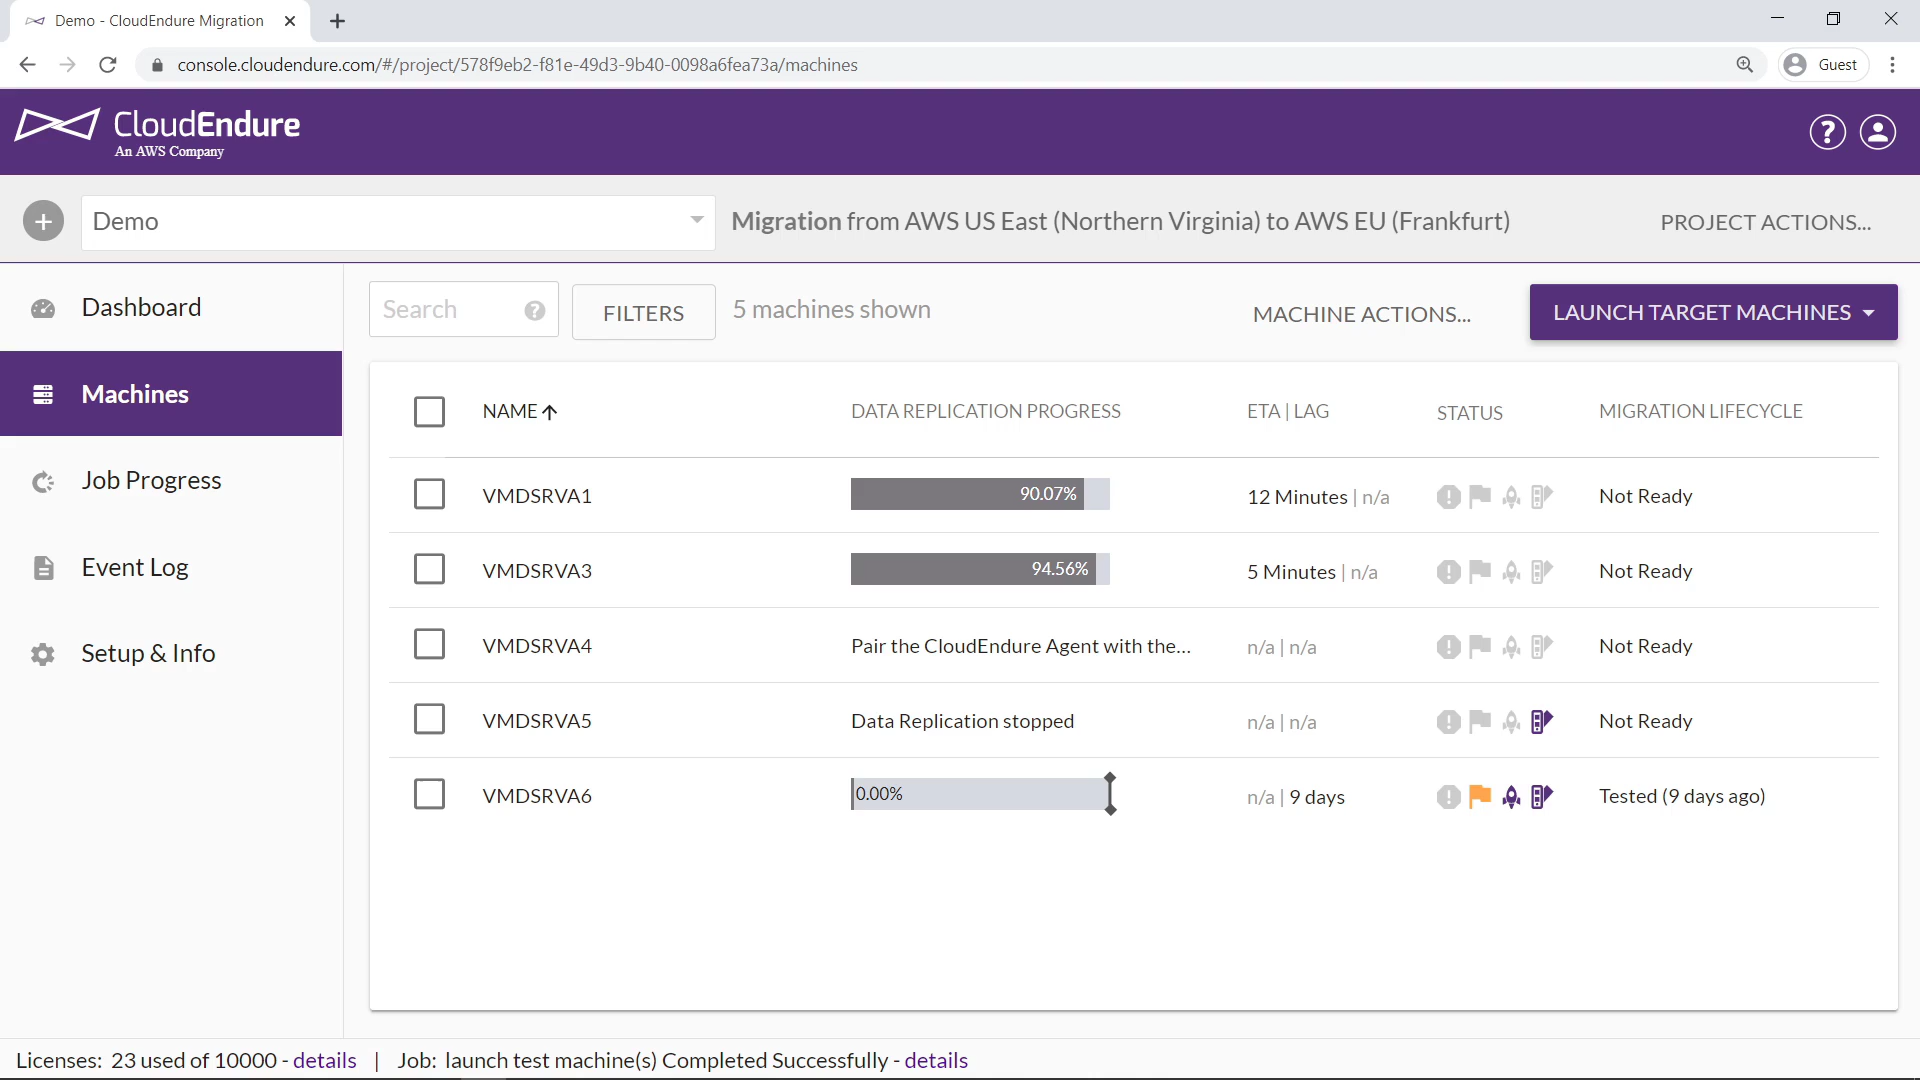 Demo - CloudEndure Migration
console.cloudendure.com/#/project/578f9eb2-f81e-49d3-9b40-0098a6fea73a/machines
Guest
CloudEndure
An AWS Company
Demo
Migration from AWS US East (Northern Virginia) to AWS EU (Frankfurt)
PROJECT ACTIONS...
Dashboard
Machines
Job Progress
Event Log
Setup & Info
Search
FILTERS
5 machines shown
MACHINE ACTIONS...
LAUNCH TARGET MACHINES
NAME DATA REPLICATION PROGRESS ETA | LAG STATUS MIGRATION LIFECYCLE
VMDSRVA1 90.07% 12 Minutes | n/a Not Ready
VMDSRVA3 94.56% 5 Minutes | n/a Not Ready
VMDSRVA4 Pair the CloudEndure Agent with the... n/a | n/a Not Ready
VMDSRVA5 Data Replication stopped n/a | n/a Not Ready
VMDSRVA6 0.00% n/a | 9 days Tested (9 days ago)
Licenses: 23 used of 10000 - details | Job: launch test machine(s) Completed Successfully - details